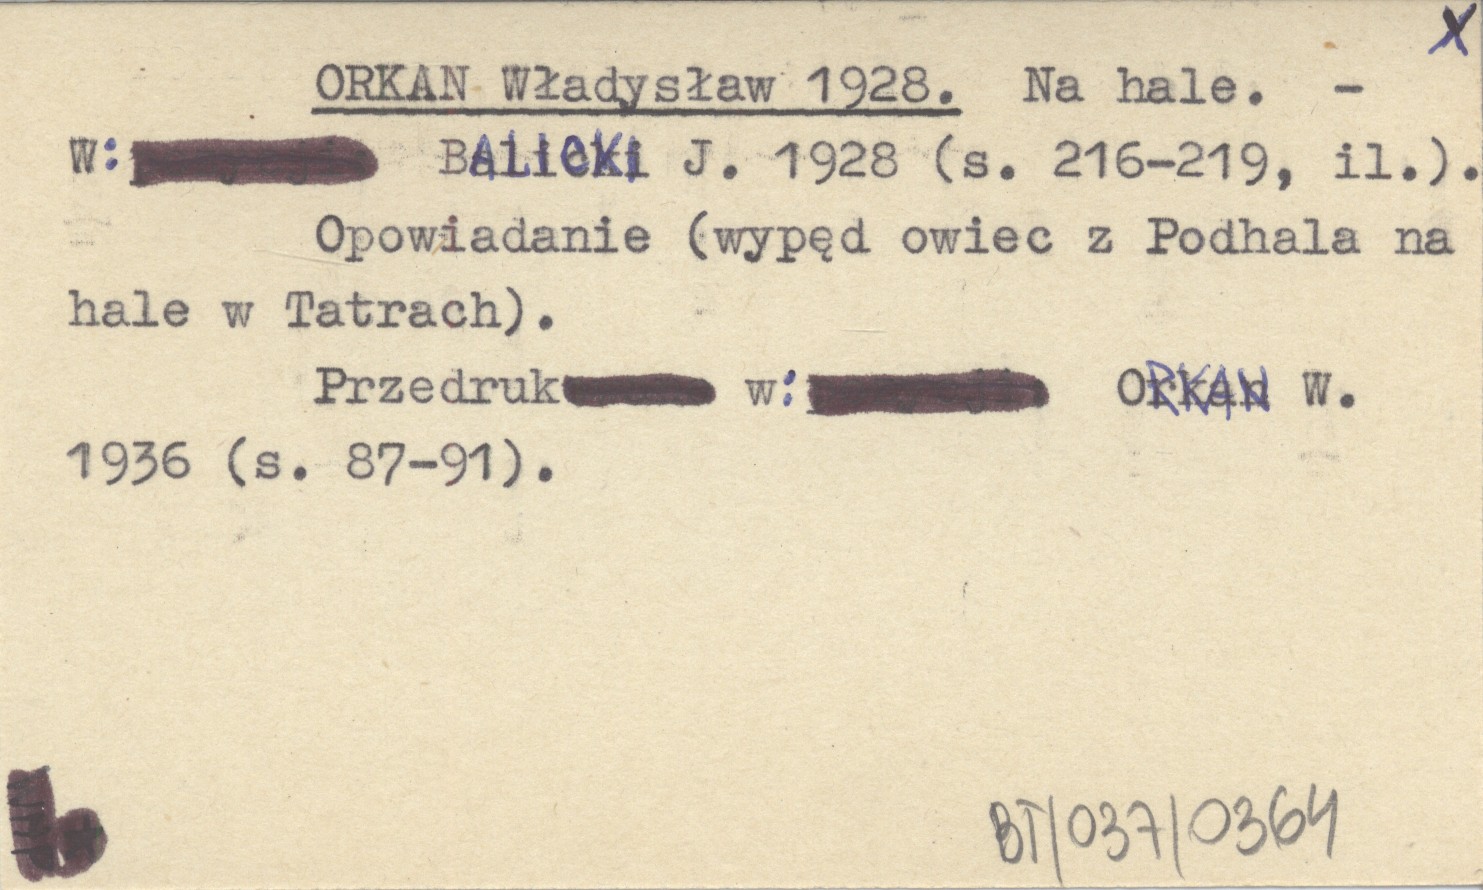 X
ORKAN Władysław 1928. Na hale. –
W: BALICKI J. 1928 (s. 216-219, il.).
Opowiadanie (wypęd owiec z Podhala na
hale w Tatrach).
Przedruk w: ORKAN W.
1936 (s. 87-91).
BT/037/0364